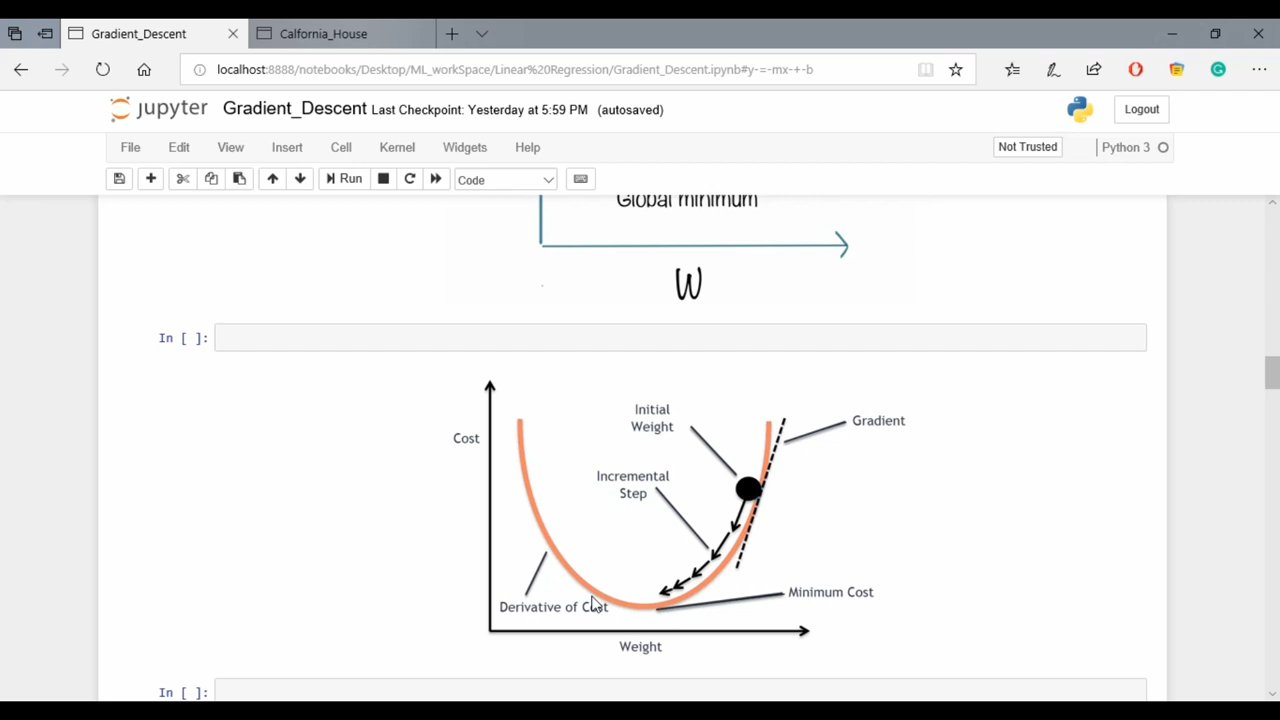 Gradient_Descent
Calfornia_House
localhost:8888/notebooks/Desktop/ML_workSpace/Linear%20Regression/Gradient_Descent.ipynb#y-=-mx-+-b
jupyter Gradient_Descent Last Checkpoint: Yesterday at 5:59 PM (autosaved)
Logout
File Edit View Insert Cell Kernel Widgets Help
Not Trusted
Python 3
Run
Code
Global minimum
W
In [ ]:
Initial
Weight
Gradient
Cost
Incremental
Step
Minimum Cost
Derivative of Cost
Weight
In [ ]: